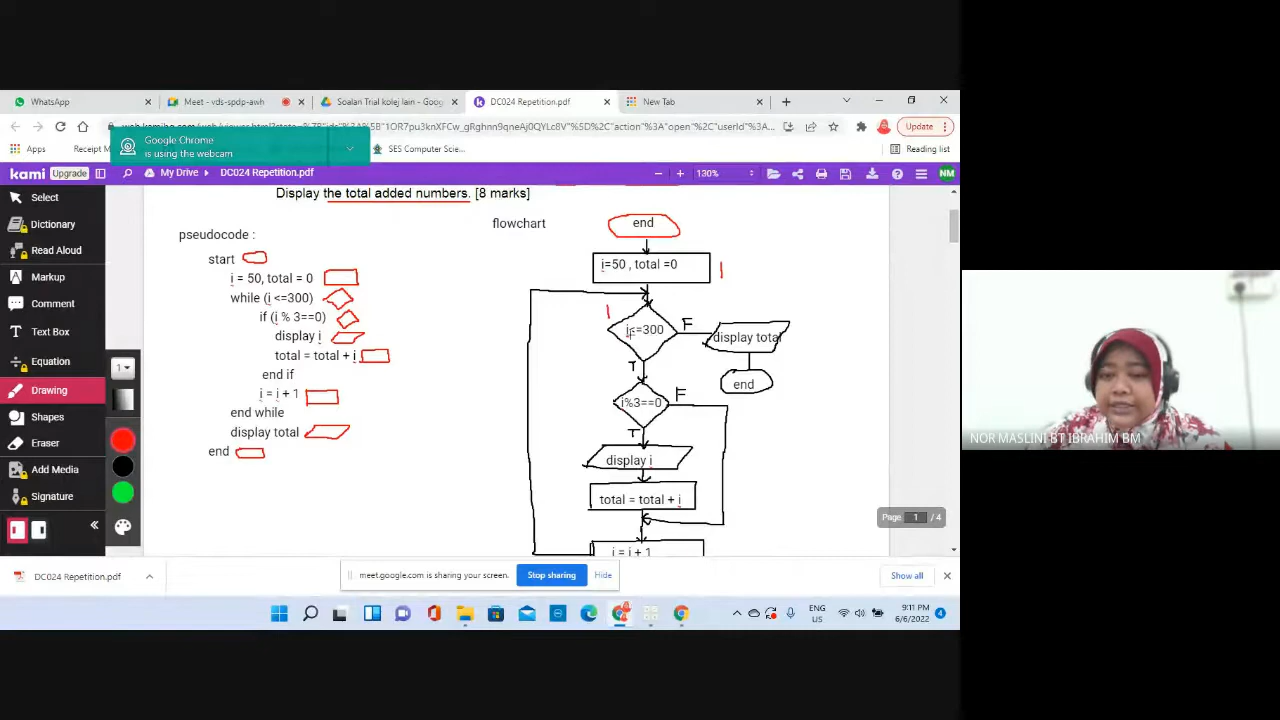 WhatsApp
Meet - vds-spdp-awh
Soalan Trial kolej lain - Goog
DC024 Repetition.pdf
New Tab
Update
Apps
Receipt M
SES Computer Scie...
Reading list
Google Chrome
is using the webcam
kami
Upgrade
My Drive
DC024 Repetition.pdf
130%
NM
Select
Dictionary
Read Aloud
Markup
Comment
Text Box
Equation
Drawing
Shapes
Eraser
Add Media
Signature
1
Display the total added numbers. [8 marks]
pseudocode :
start
i = 50, total = 0
while (i <=300)
if (i % 3==0)
display i
total = total + i
end if
i = i + 1
end while
display total
end
flowchart
end
i=50 , total =0
1
1
i<=300
F
display total
end
T
i%3==0
F
T
display i
total = total + i
i = i + 1
Page 1 / 4
NOR MASLINI BT IBRAHIM BM
DC024 Repetition.pdf
meet.google.com is sharing your screen.
Stop sharing
Hide
Show all
ENG
US
9:11 PM
6/6/2022
4